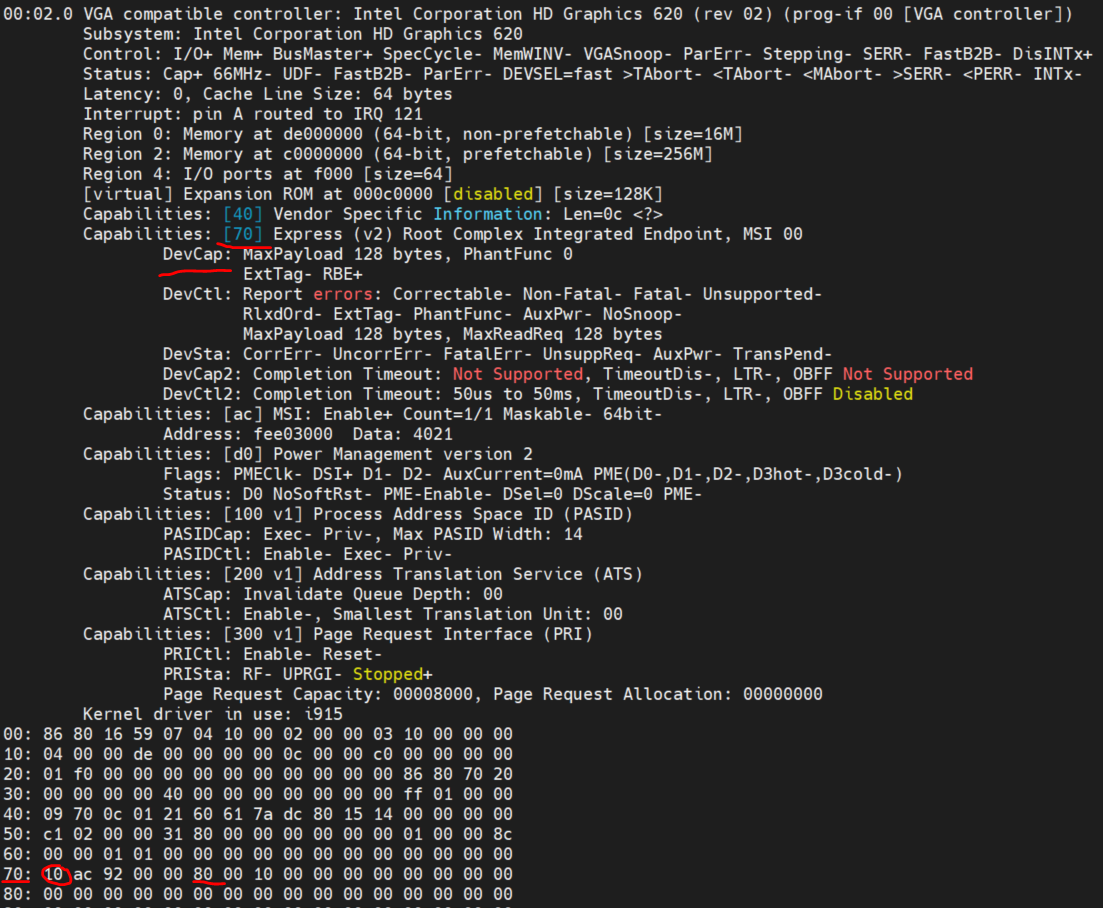 00:02.0 VGA compatible controller: Intel Corporation HD Graphics 620 (rev 02) (prog-if 00 [VGA controller])
Subsystem: Intel Corporation HD Graphics 620
Control: I/O+ Mem+ BusMaster+ SpecCycle- MemWINV- VGASnoop- ParErr- Stepping- SERR- FastB2B- DisINTx+
Status: Cap+ 66MHz- UDF- FastB2B- ParErr- DEVSEL=fast >TAbort- <TAbort- <MAbort- >SERR- <PERR- INTx-
Latency: 0, Cache Line Size: 64 bytes
Interrupt: pin A routed to IRQ 121
Region 0: Memory at de000000 (64-bit, non-prefetchable) [size=16M]
Region 2: Memory at c0000000 (64-bit, prefetchable) [size=256M]
Region 4: I/O ports at f000 [size=64]
[virtual] Expansion ROM at 000c0000 [disabled] [size=128K]
Capabilities: [40] Vendor Specific Information: Len=0c <?>
Capabilities: [70] Express (v2) Root Complex Integrated Endpoint, MSI 00
DevCap: MaxPayload 128 bytes, PhantFunc 0
ExtTag- RBE+
DevCtl: Report errors: Correctable- Non-Fatal- Fatal- Unsupported-
RlxdOrd- ExtTag- PhantFunc- AuxPwr- NoSnoop-
MaxPayload 128 bytes, MaxReadReq 128 bytes
DevSta: CorrErr- UncorrErr- FatalErr- UnsuppReq- AuxPwr- TransPend-
DevCap2: Completion Timeout: Not Supported, TimeoutDis-, LTR-, OBFF Not Supported
DevCtl2: Completion Timeout: 50us to 50ms, TimeoutDis-, LTR-, OBFF Disabled
Capabilities: [ac] MSI: Enable+ Count=1/1 Maskable- 64bit-
Address: fee03000  Data: 4021
Capabilities: [d0] Power Management version 2
Flags: PMEClk- DSI+ D1- D2- AuxCurrent=0mA PME(D0-,D1-,D2-,D3hot-,D3cold-)
Status: D0 NoSoftRst- PME-Enable- DSel=0 DScale=0 PME-
Capabilities: [100 v1] Process Address Space ID (PASID)
PASIDCap: Exec- Priv-, Max PASID Width: 14
PASIDCtl: Enable- Exec- Priv-
Capabilities: [200 v1] Address Translation Service (ATS)
ATSCap: Invalidate Queue Depth: 00
ATSCtl: Enable-, Smallest Translation Unit: 00
Capabilities: [300 v1] Page Request Interface (PRI)
PRICtl: Enable- Reset-
PRISta: RF- UPRGI- Stopped+
Page Request Capacity: 00008000, Page Request Allocation: 00000000
Kernel driver in use: i915
00: 86 80 16 59 07 04 10 00 02 00 00 03 10 00 00 00
10: 04 00 00 de 00 00 00 00 0c 00 00 c0 00 00 00 00
20: 01 f0 00 00 00 00 00 00 00 00 00 00 86 80 70 20
30: 00 00 00 00 40 00 00 00 00 00 00 00 ff 01 00 00
40: 09 70 0c 01 21 60 61 7a dc 80 15 14 00 00 00 00
50: c1 02 00 00 31 80 00 00 00 00 00 00 01 00 00 8c
60: 00 00 01 01 00 00 00 00 00 00 00 00 00 00 00 00
70: 10 ac 92 00 00 80 00 10 00 00 00 00 00 00 00 00
80: 00 00 00 00 00 00 00 00 00 00 00 00 00 00 00 00